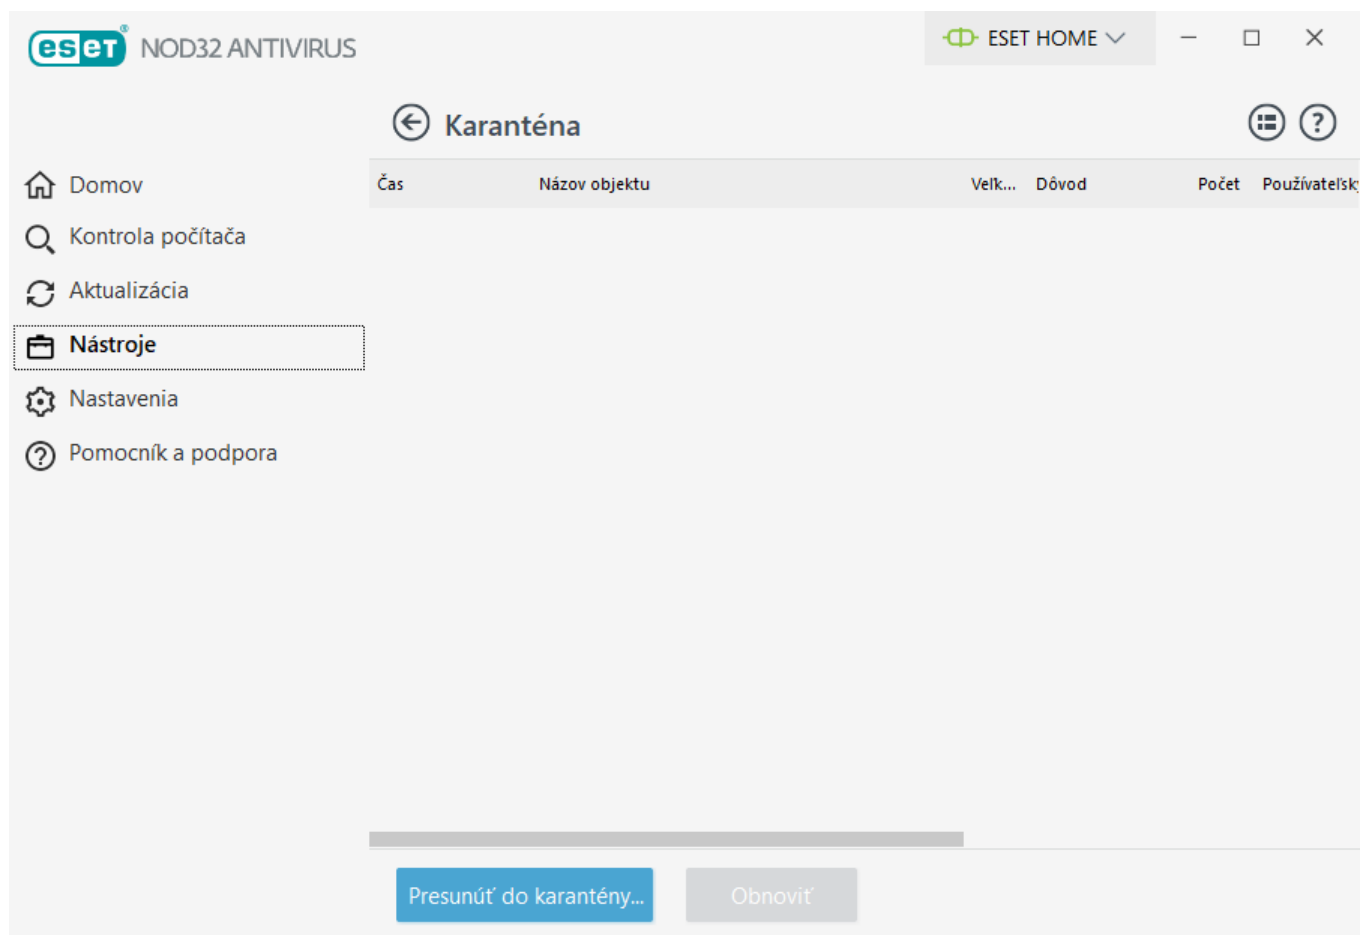 eset® NOD32 ANTIVIRUS
ESET HOME
Karanténa
Domov
Kontrola počítača
Aktualizácia
Nástroje
Nastavenia
Pomocník a podpora
Čas Názov objektu Veľk... Dôvod Počet Používateľsk
Presunúť do karantény... Obnoviť